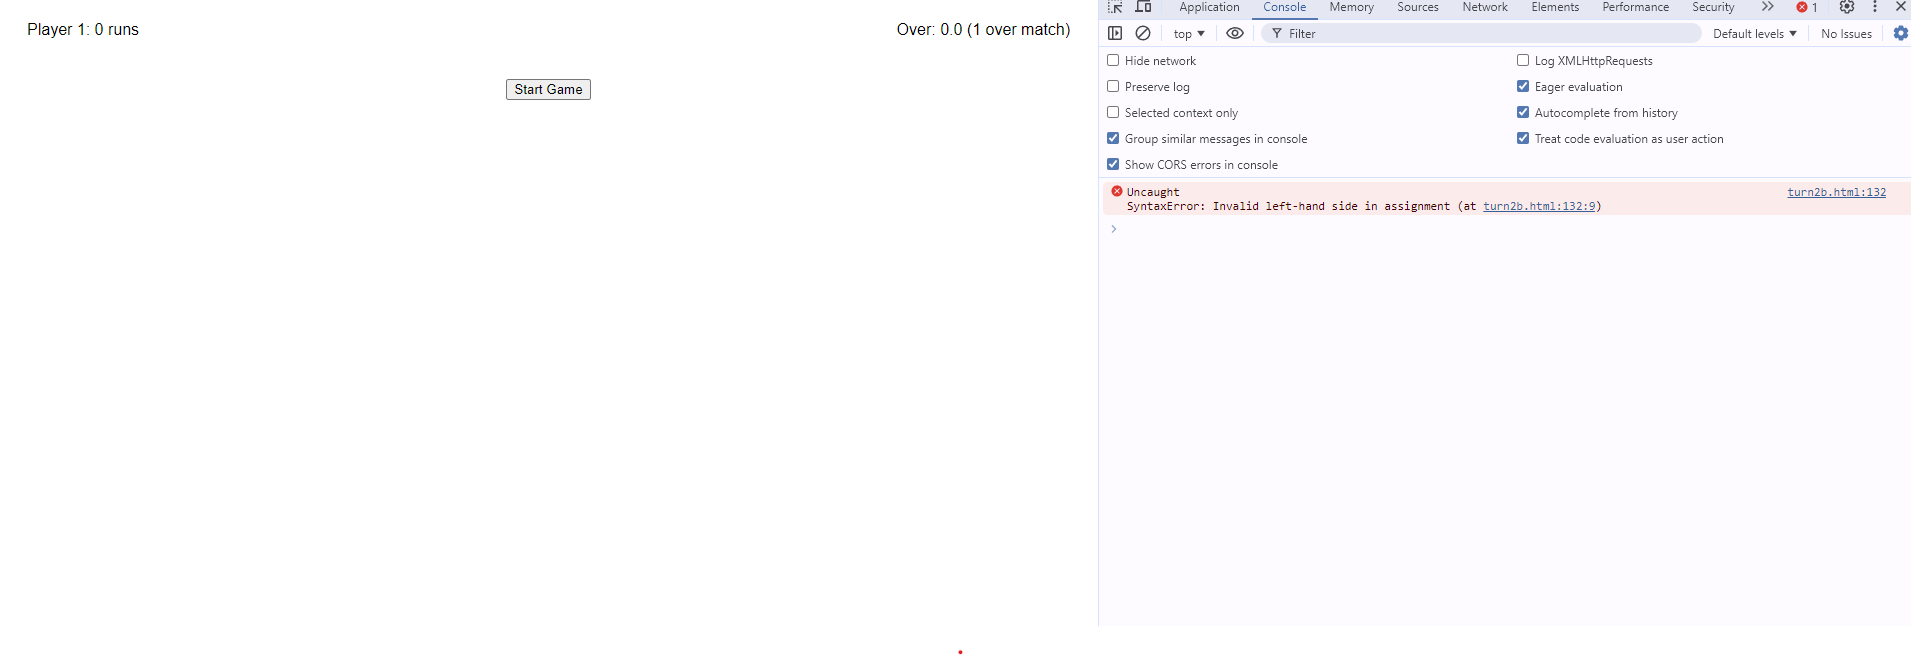 Player 1: 0 runs
Over: 0.0 (1 over match)
Start Game
Application Console Memory Sources Network Elements Performance Security 1
top Filter Default levels No Issues
Hide network
Log XMLHttpRequests
Preserve log
Eager evaluation
Selected context only
Autocomplete from history
Group similar messages in console
Treat code evaluation as user action
Show CORS errors in console
Uncaught turn2b.html:132
SyntaxError: Invalid left-hand side in assignment (at turn2b.html:132:9)